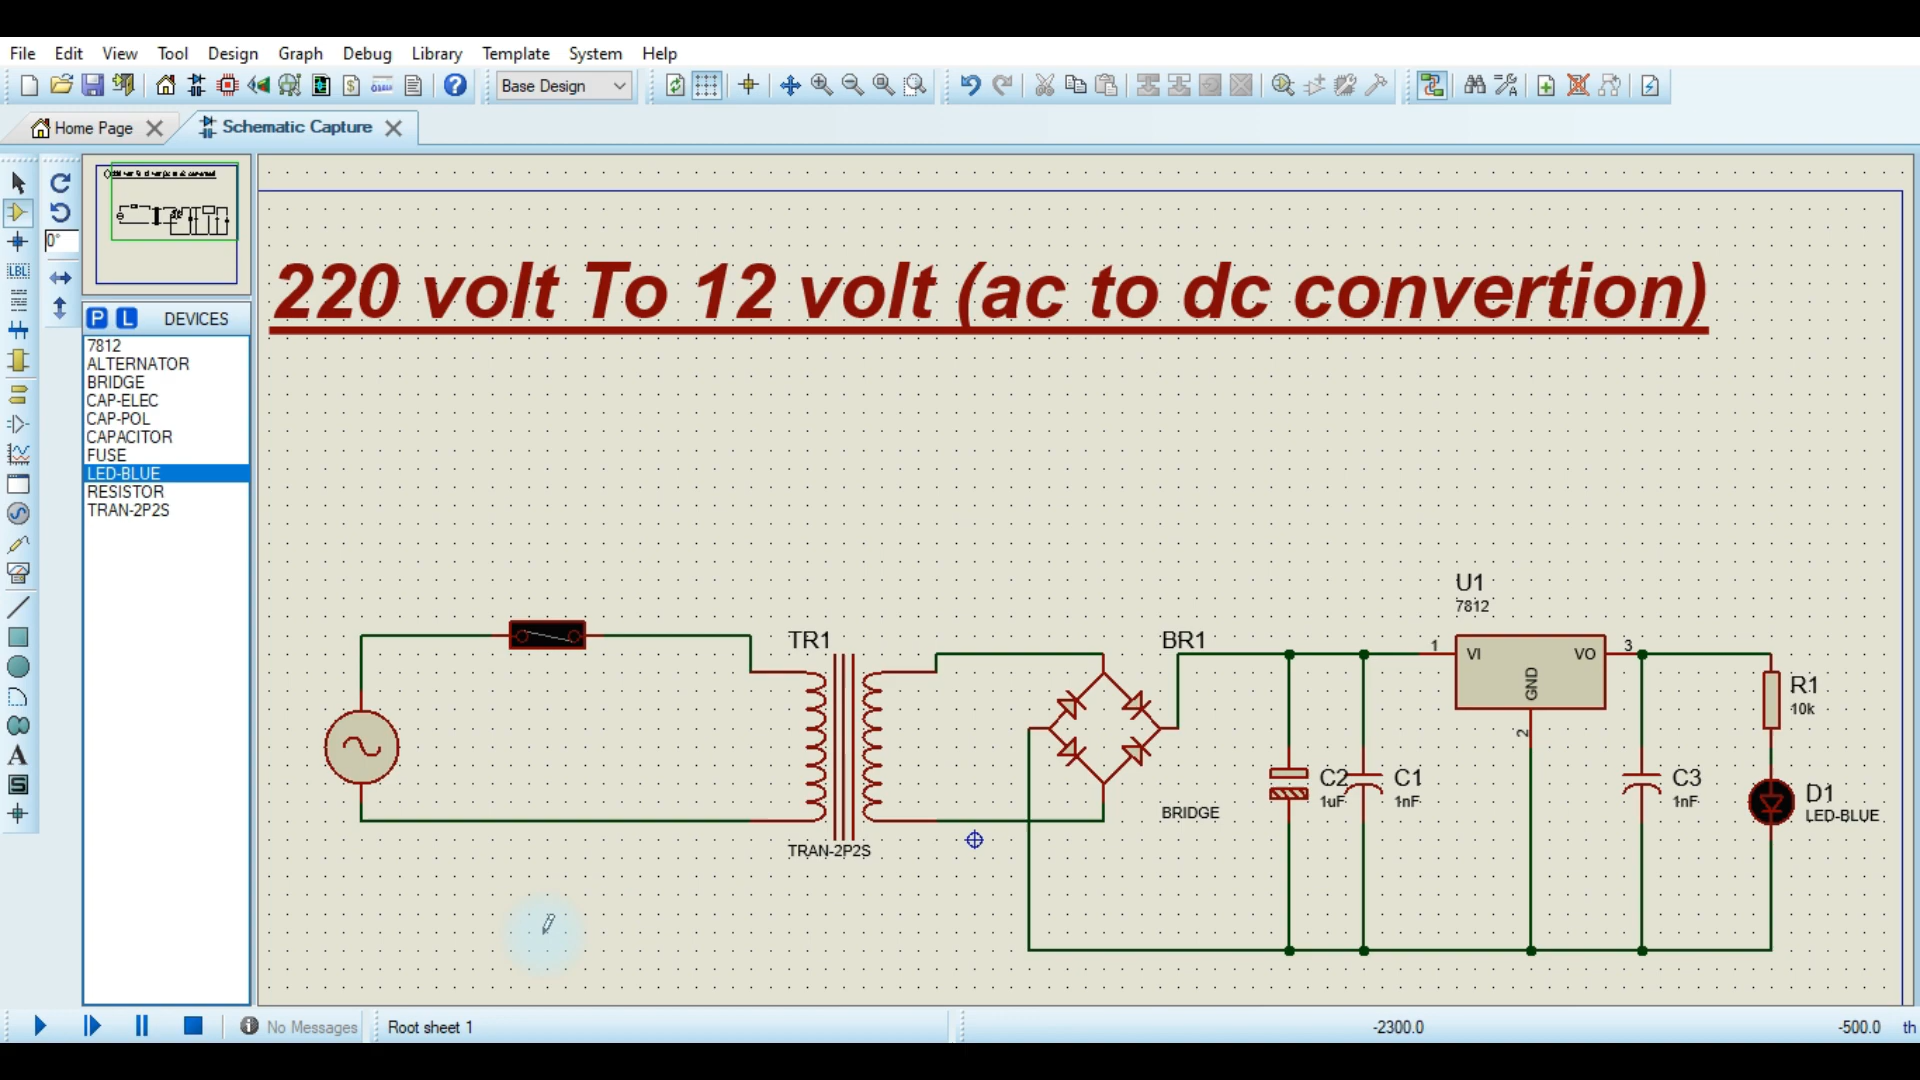 File Edit View Tool Design Graph Debug Library Template System Help
Base Design
Home Page Schematic Capture
0°
LBL
P L DEVICES
7812
ALTERNATOR
BRIDGE
CAP-ELEC
CAP-POL
CAPACITOR
FUSE
LED-BLUE
RESISTOR
TRAN-2P2S
A
S
220 volt To 12 volt (ac to dc convertion)
TR1
TRAN-2P2S
BR1
BRIDGE
C2
1uF
C1
1nF
U1
7812
1 VI VO 3
GND
2
C3
1nF
R1
10k
D1
LED-BLUE
No Messages Root sheet 1 -2300.0 -500.0 th